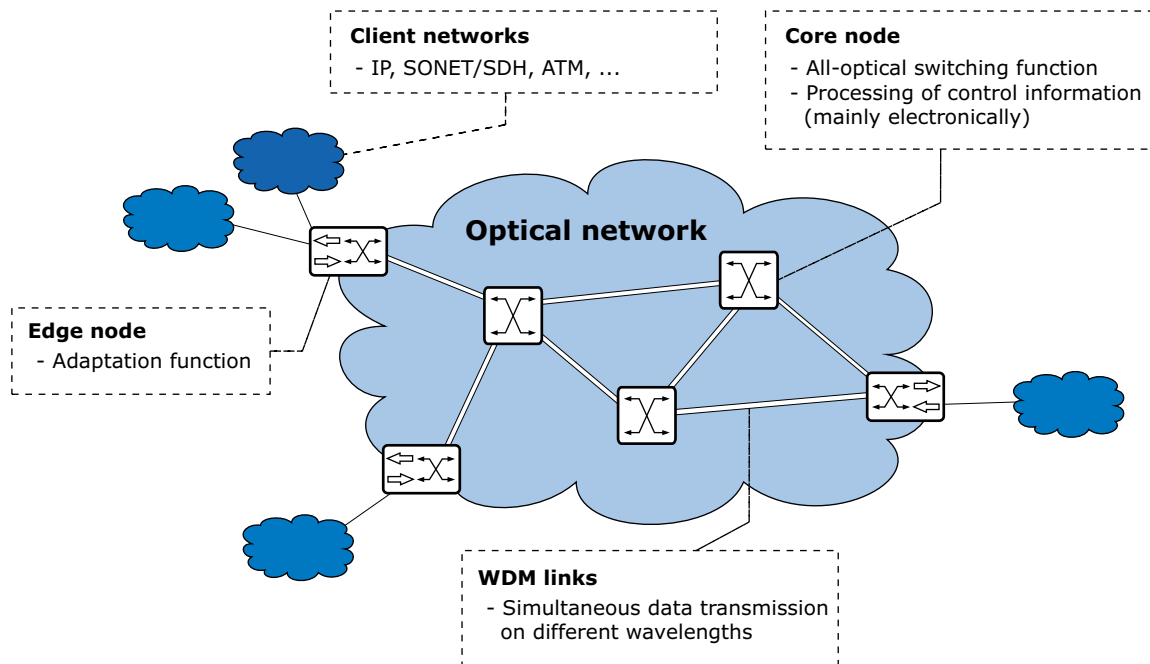 Client networks
- IP, SONET/SDH, ATM, ...
Core node
- All-optical switching function
- Processing of control information
(mainly electronically)
Optical network
Edge node
- Adaptation function
WDM links
- Simultaneous data transmission
on different wavelengths